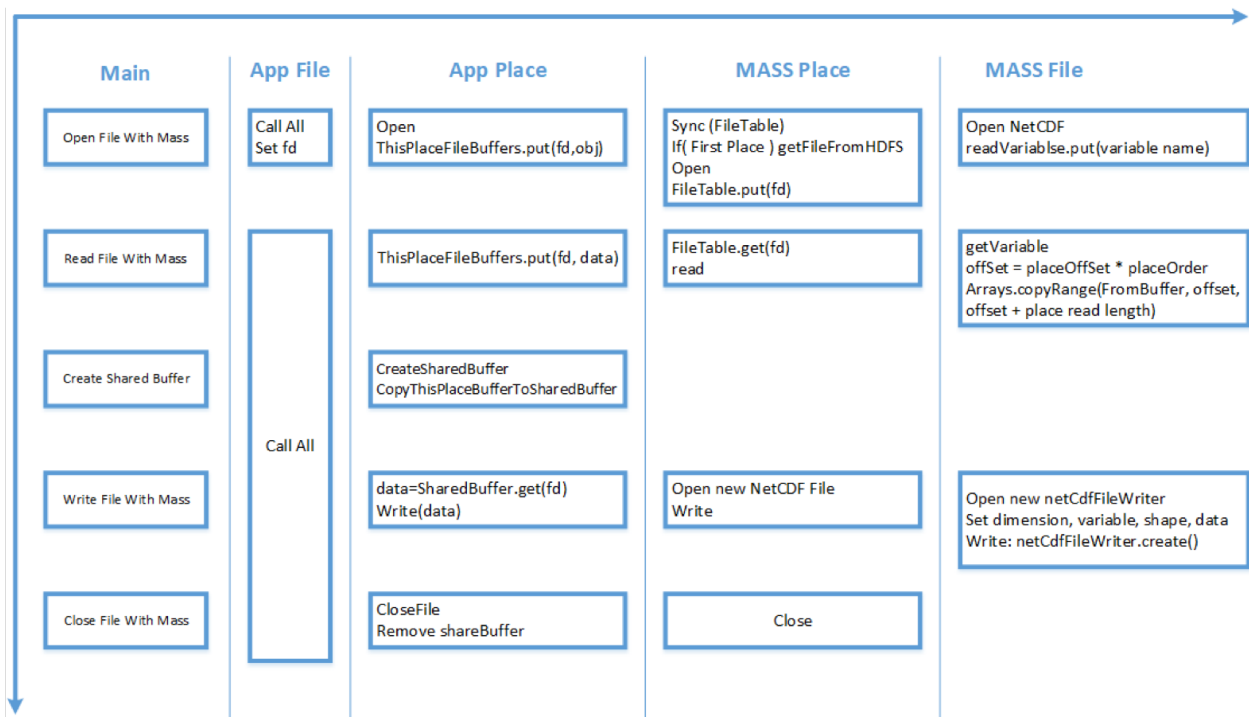 Main
App File
App Place
MASS Place
MASS File
Open File With Mass
Call All
Set fd
Open
ThisPlaceFileBuffers.put(fd,obj)
Sync (FileTable)
If( First Place ) getFileFromHDFS
Open
FileTable.put(fd)
Open NetCDF
readVariablse.put(variable name)
Read File With Mass
Call All
ThisPlaceFileBuffers.put(fd, data)
FileTable.get(fd)
read
getVariable
offSet = placeOffSet * placeOrder
Arrays.copyRange(FromBuffer, offset,
offset + place read length)
Create Shared Buffer
CreateSharedBuffer
CopyThisPlaceBufferToSharedBuffer
Write File With Mass
data=SharedBuffer.get(fd)
Write(data)
Open new NetCDF File
Write
Open new netCdfFileWriter
Set dimension, variable, shape, data
Write: netCdfFileWriter.create()
Close File With Mass
CloseFile
Remove shareBuffer
Close